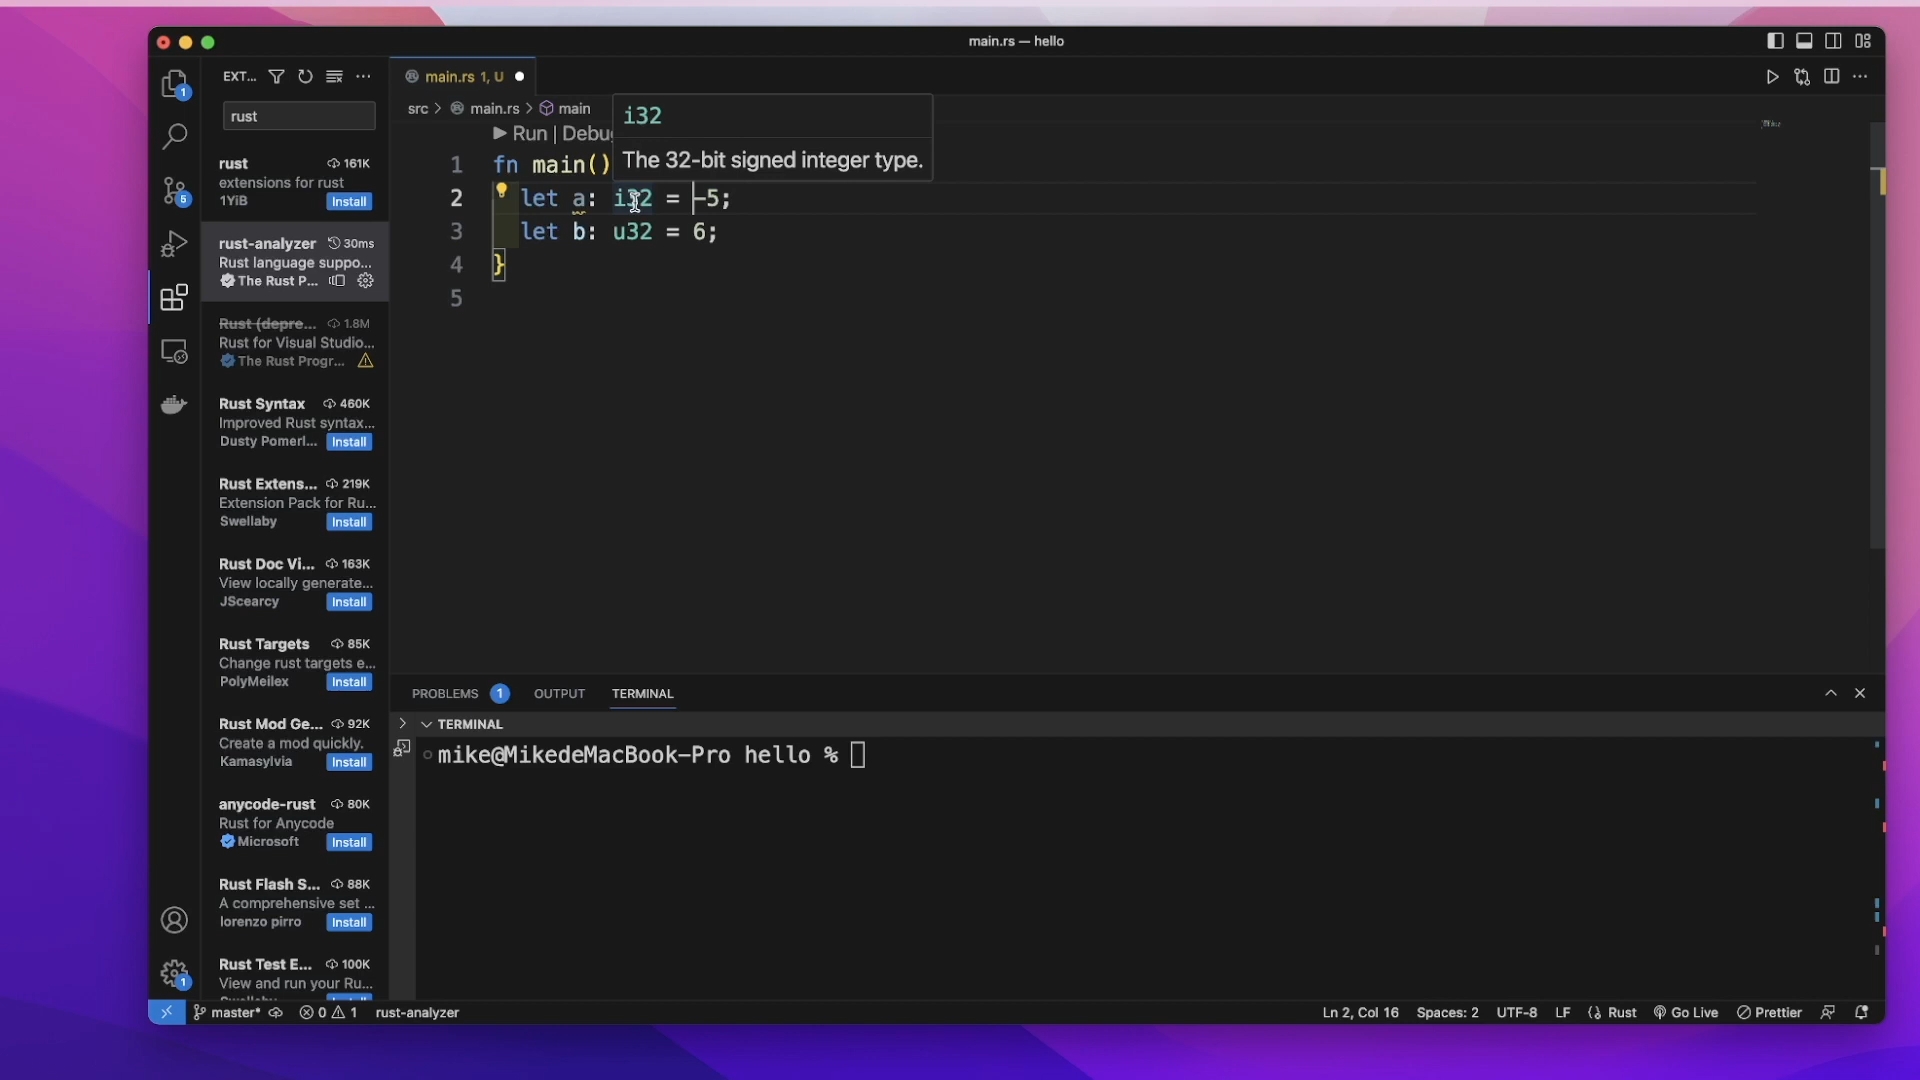 main.rs — hello
EXT...
rust
rust
161K
extensions for rust
1YiB
Install
rust-analyzer
30ms
Rust language suppo...
The Rust P...
Rust (depre...
1.8M
Rust for Visual Studio...
The Rust Progr...
Rust Syntax
460K
Improved Rust syntax...
Dusty Pomerl...
Install
Rust Extens...
219K
Extension Pack for Ru...
Swellaby
Install
Rust Doc Vi...
163K
View locally generate...
JScearcy
Install
Rust Targets
85K
Change rust targets e...
PolyMeilex
Install
Rust Mod Ge...
92K
Create a mod quickly.
Kamasylvia
Install
anycode-rust
80K
Rust for Anycode
Microsoft
Install
Rust Flash S...
88K
A comprehensive set ...
lorenzo pirro
Install
Rust Test E...
100K
View and run your Ru...
1
5
1
main.rs 1, U
src > main.rs > main
Run | Debu
i32
The 32-bit signed integer type.
1 fn main()
2 let a: i32 = -5;
3 let b: u32 = 6;
4 }
5
PROBLEMS 1 OUTPUT TERMINAL
TERMINAL
mike@MikedeMacBook-Pro hello %
master* 0 1 rust-analyzer
Ln 2, Col 16 Spaces: 2 UTF-8 LF Rust Go Live Prettier